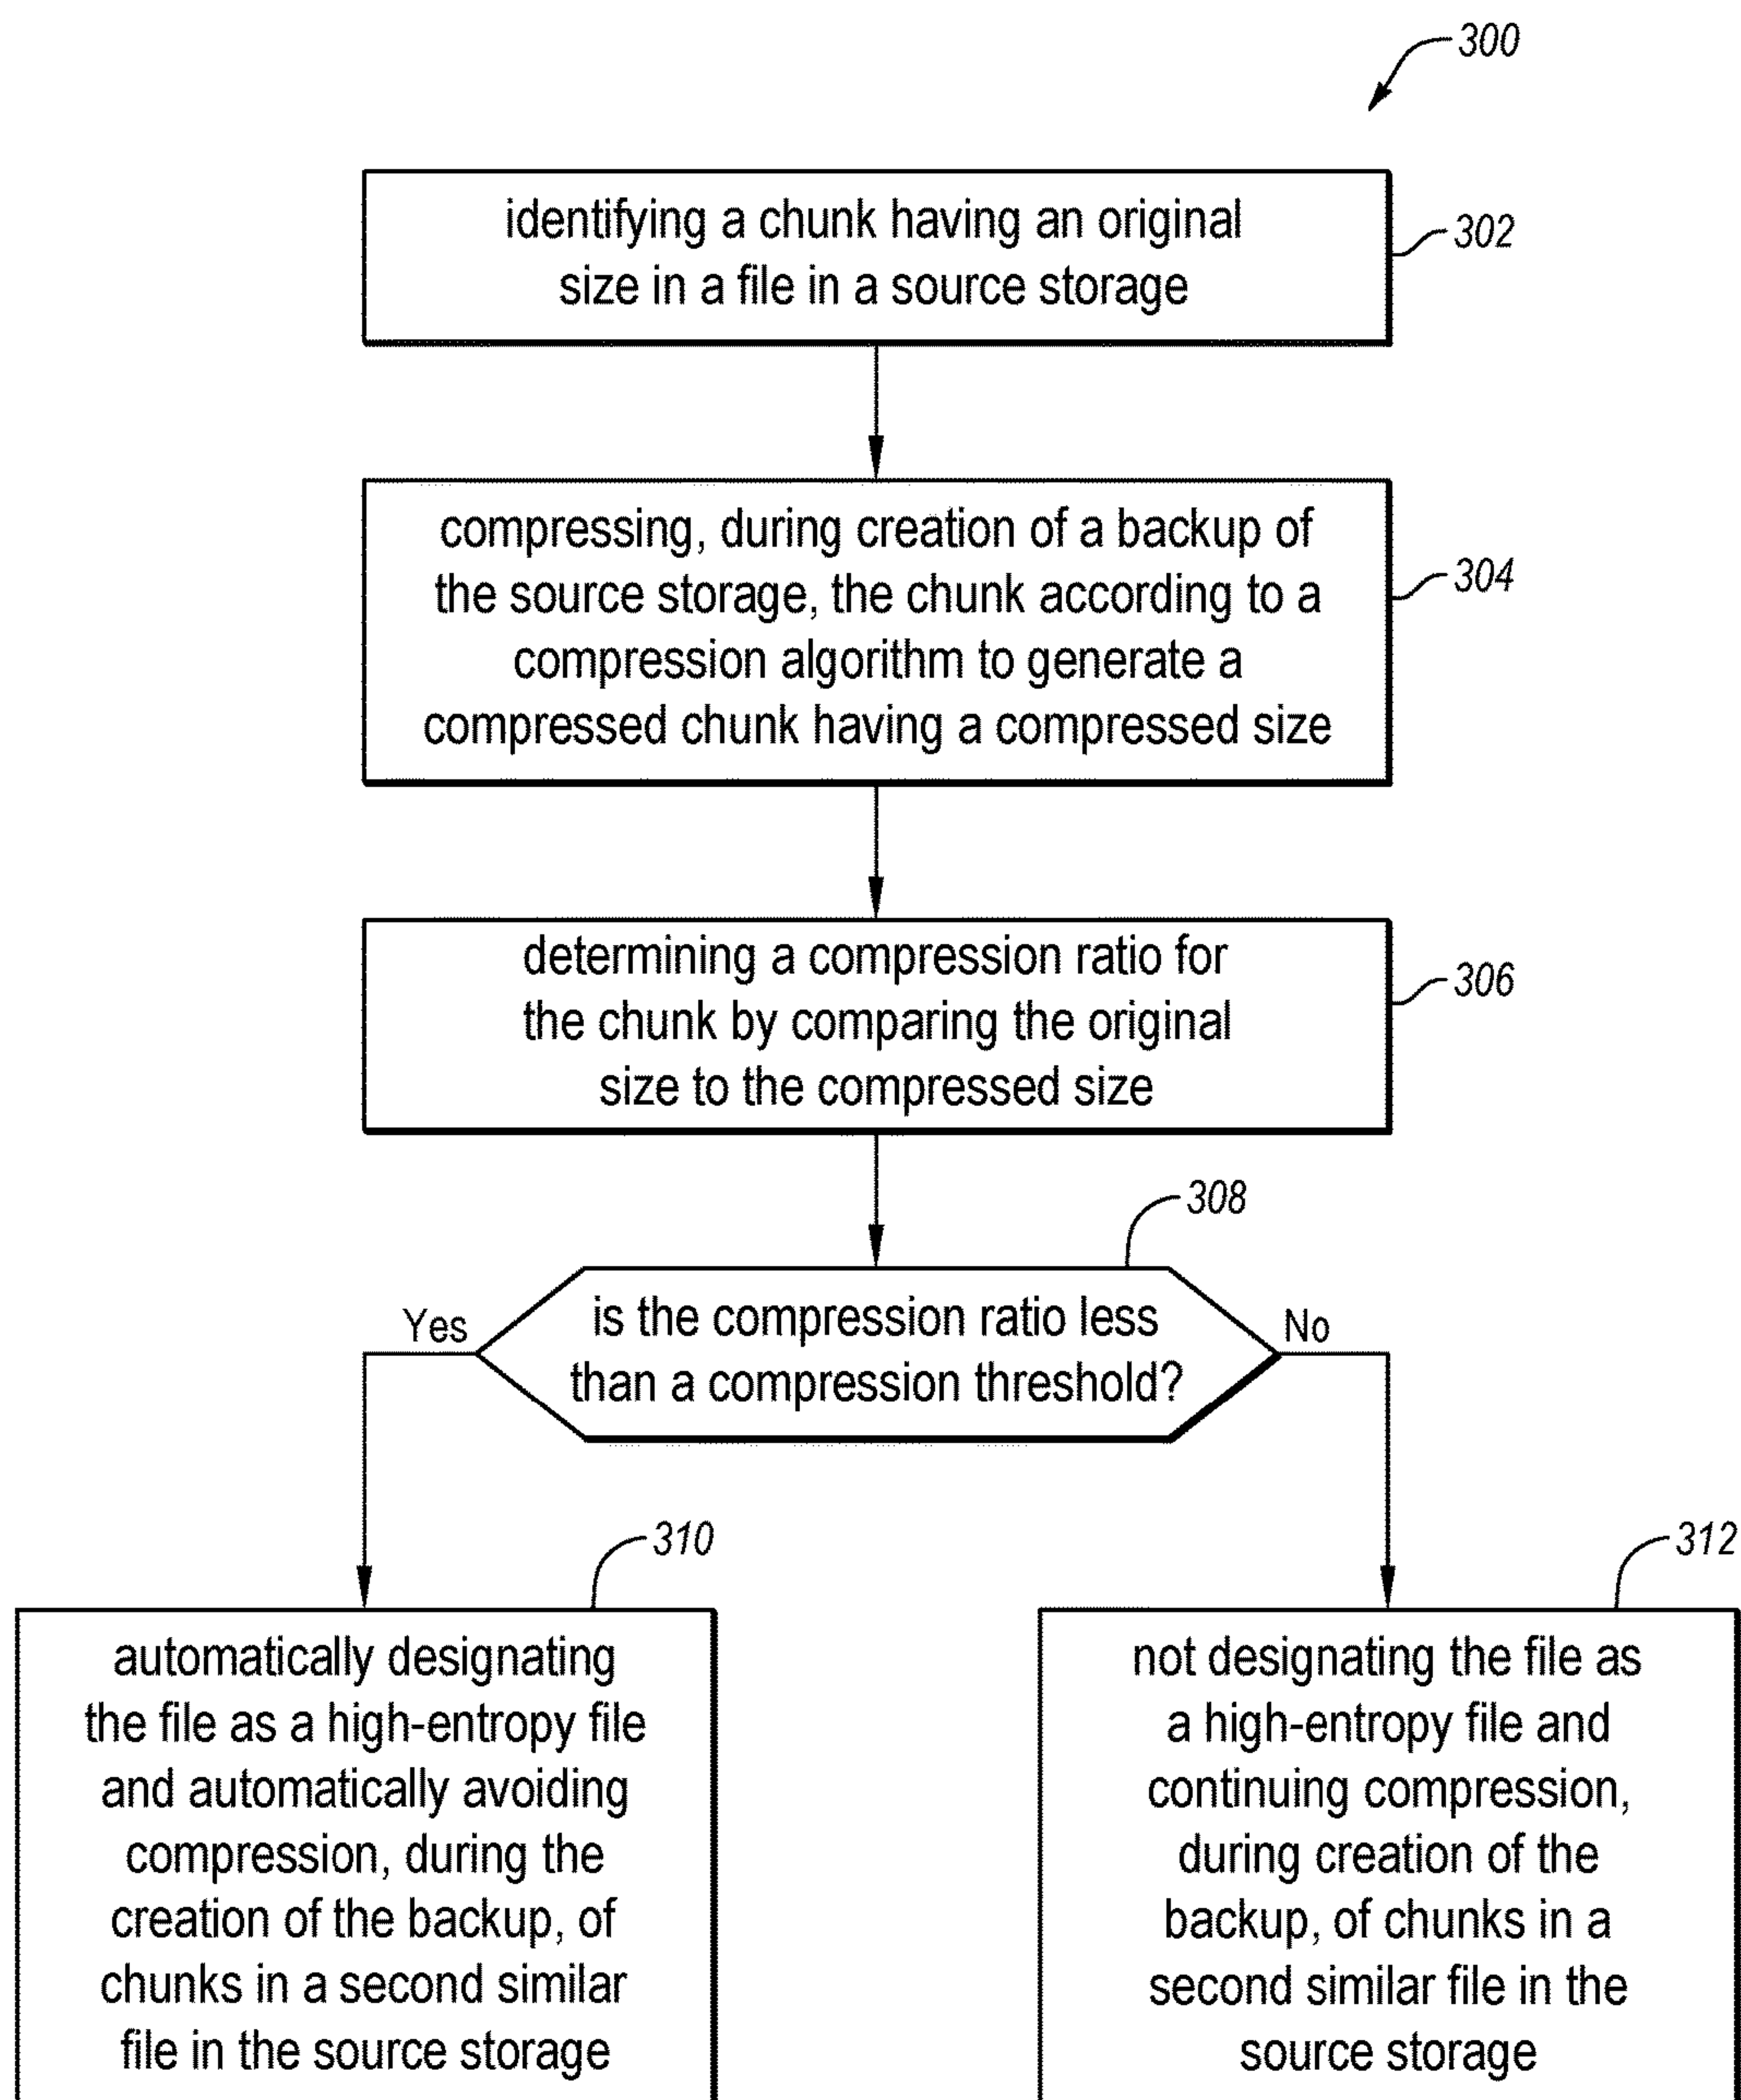 300
identifying a chunk having an original
size in a file in a source storage
302
compressing, during creation of a backup of
the source storage, the chunk according to a
compression algorithm to generate a
compressed chunk having a compressed size
304
determining a compression ratio for
the chunk by comparing the original
size to the compressed size
306
308
is the compression ratio less
than a compression threshold?
Yes
No
310
automatically designating
the file as a high-entropy file
and automatically avoiding
compression, during the
creation of the backup, of
chunks in a second similar
file in the source storage
312
not designating the file as
a high-entropy file and
continuing compression,
during creation of the
backup, of chunks in a
second similar file in the
source storage